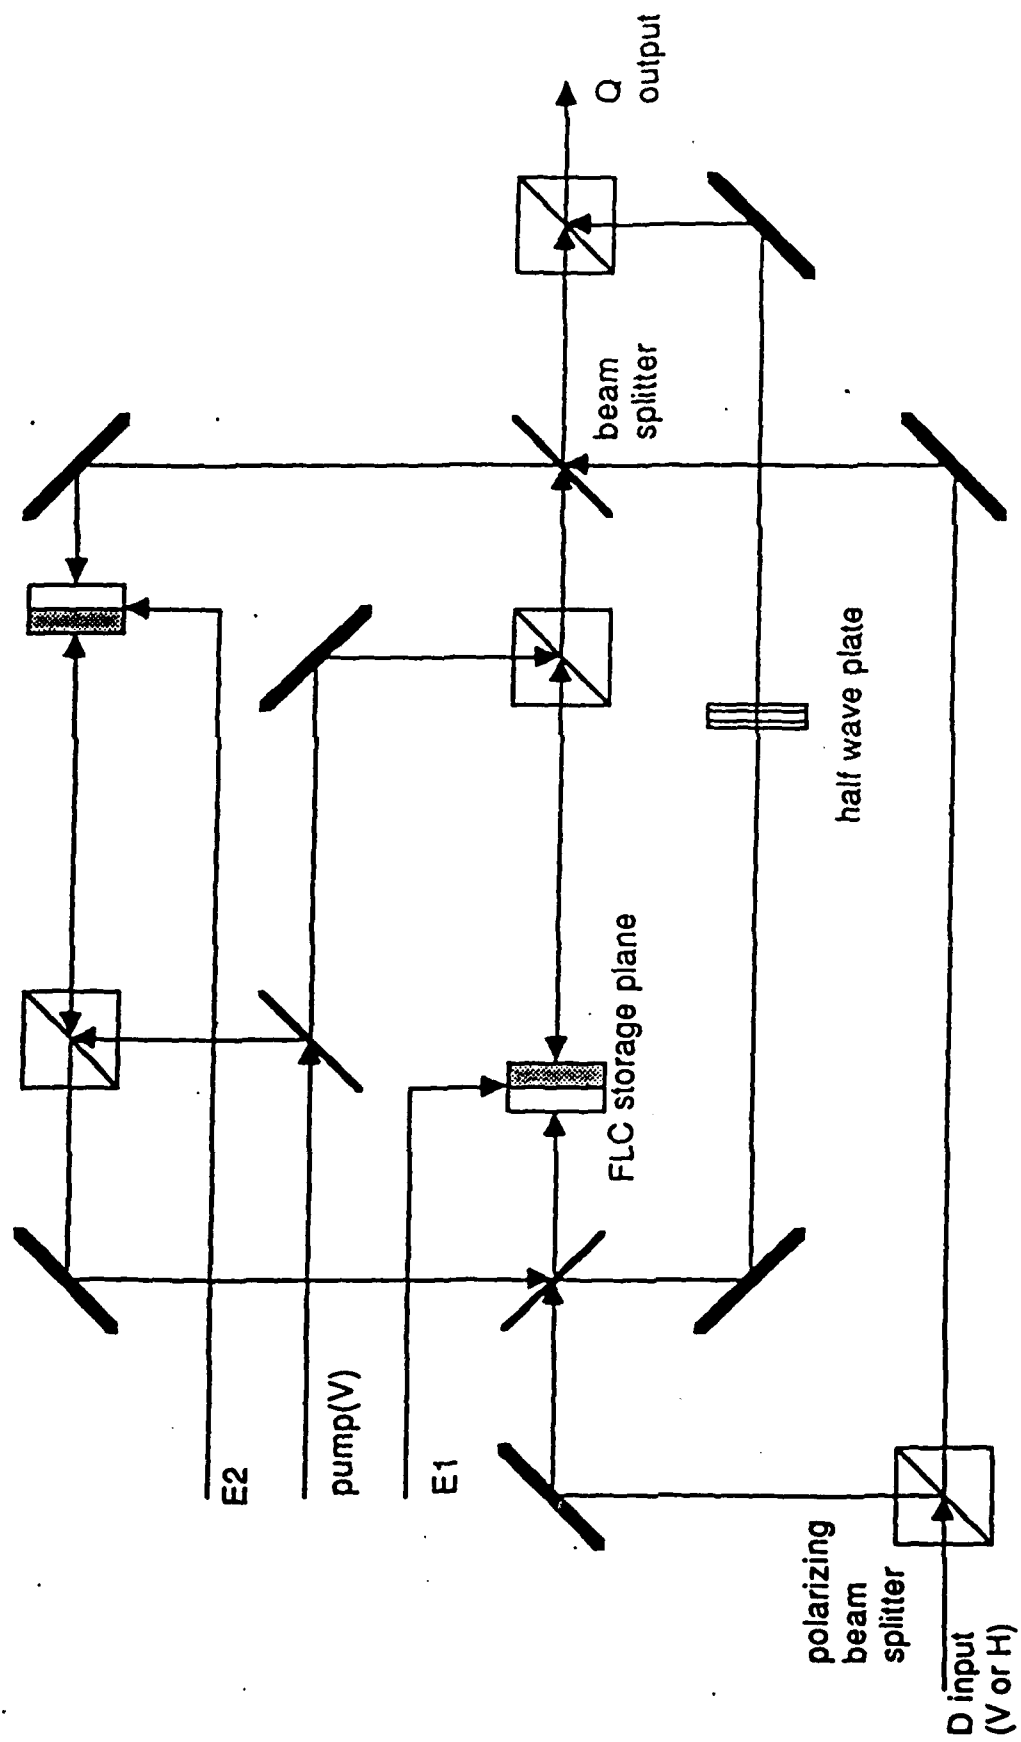 E2
pump(V)
E1
FLC storage plane
beam
splitter
Q
output
half wave plate
polarizing
beam
splitter
D input
(V or H)